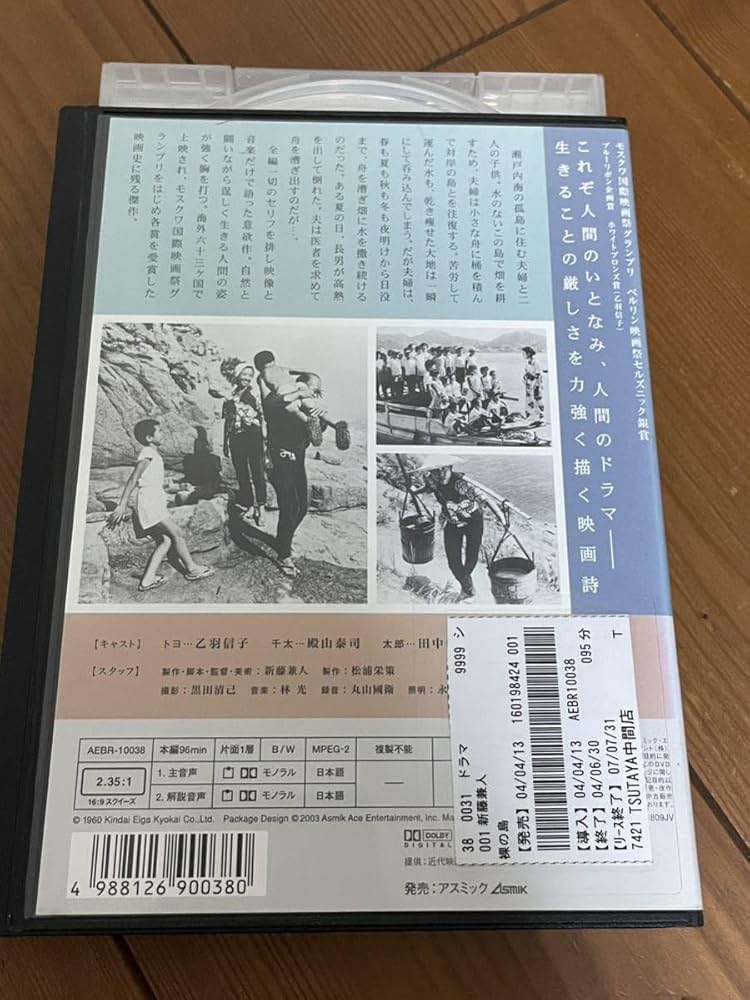 モスクワ国際映画祭グランプリ　ベルリン映画祭セルズニック銀賞
ブルーリボン企画賞　ホワイトブロンズ賞(乙羽信子)
これぞ人間のいとなみ、人間のドラマ――
生きることの厳しさを力強く描く映画詩
瀬戸内海の孤島に住む夫婦と二
人の子供。水のないこの島で畑を耕
すため、夫婦は小さな舟に桶を積ん
で対岸の島とを往復する。苦労して
運んだ水も、乾き痩せた大地は一瞬
にして呑み込んでしまう。だが夫婦は、
春も夏も秋も冬も夜明けから日没
まで、舟を漕ぎ畑に水を撒き続ける
のだった。ある夏の日、長男が高熱
を出して倒れた。夫は医者を求めて
舟を漕ぎ出すのだが…。
全編一切のセリフを排し映像と
音楽だけで語った意欲作。自然と
闘いながら逞しく生きる人間の姿
が強く胸を打つ。海外六十三ヶ国で
上映され、モスクワ国際映画祭グ
ランプリをはじめ各賞を受賞した
映画史に残る傑作。
【キャスト】　トヨ…乙羽信子　千太…殿山泰司　太郎…田中
【スタッフ】　製作・脚本・監督・美術：新藤兼人　製作：松浦栄策
撮影：黒田清己　音楽：林 光　録音：丸山國衛　照明：永
AEBR-10038 本編96min 片面1層 B/W MPEG-2 複製不能
2.35:1
16:9スクイーズ
1. 主音声 モノラル 日本語
2. 解説音声 モノラル 日本語
© 1960 Kindai Eiga Kyokai Co.,Ltd. Package Design ©2003 Asmik Ace Entertainment, Inc.
DOLBY
DIGITAL
提供：近代映
発売：アスミック Asmik
4 988126 900380
38 0031 ドラマ 9999 シ
001 新藤兼人
裸の島
【発売】04/04/13 160198424 001
【導入】04/04/13 AEBR10038 095分 T
【終了】04/06/30
【リース終了】07/07/31
7421 TSUTAYA中間店
809JV